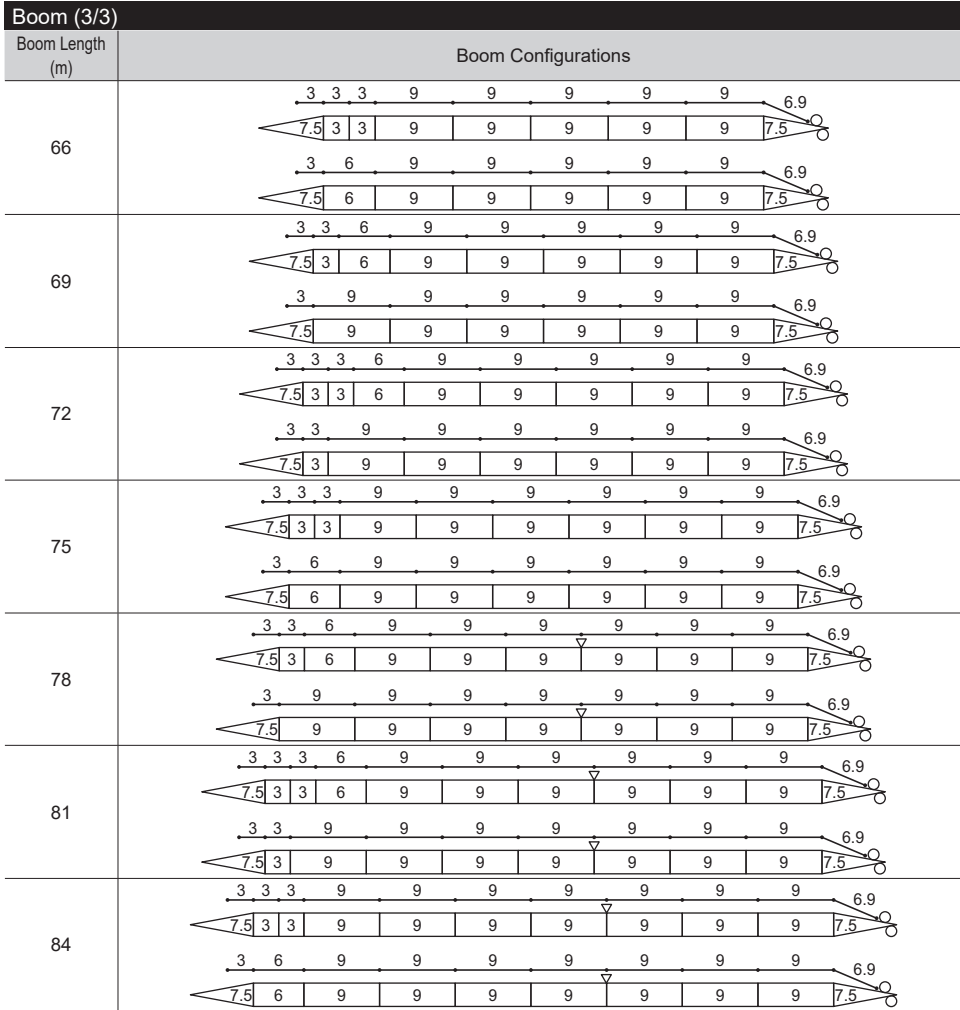 Boom (3/3)
Boom Length
(m)
Boom Configurations
66
3 3 3 9 9 9 9 9 6.9
7.5 3 3 9 9 9 9 9 7.5
3 6 9 9 9 9 9 6.9
7.5 6 9 9 9 9 9 7.5
69
3 3 6 9 9 9 9 9 6.9
7.5 3 6 9 9 9 9 9 7.5
3 9 9 9 9 9 9 6.9
7.5 9 9 9 9 9 9 7.5
72
3 3 3 6 9 9 9 9 9 6.9
7.5 3 3 6 9 9 9 9 9 7.5
3 3 9 9 9 9 9 9 6.9
7.5 3 9 9 9 9 9 9 7.5
75
3 3 3 9 9 9 9 9 9 6.9
7.5 3 3 9 9 9 9 9 9 7.5
3 6 9 9 9 9 9 9 6.9
7.5 6 9 9 9 9 9 9 7.5
78
3 3 6 9 9 9 9 9 9 6.9
7.5 3 6 9 9 9 9 9 9 7.5
3 9 9 9 9 9 9 9 6.9
7.5 9 9 9 9 9 9 9 7.5
81
3 3 3 6 9 9 9 9 9 9 6.9
7.5 3 3 6 9 9 9 9 9 9 7.5
3 3 9 9 9 9 9 9 9 6.9
7.5 3 9 9 9 9 9 9 9 7.5
84
3 3 3 9 9 9 9 9 9 9 6.9
7.5 3 3 9 9 9 9 9 9 9 7.5
3 6 9 9 9 9 9 9 9 6.9
7.5 6 9 9 9 9 9 9 9 7.5